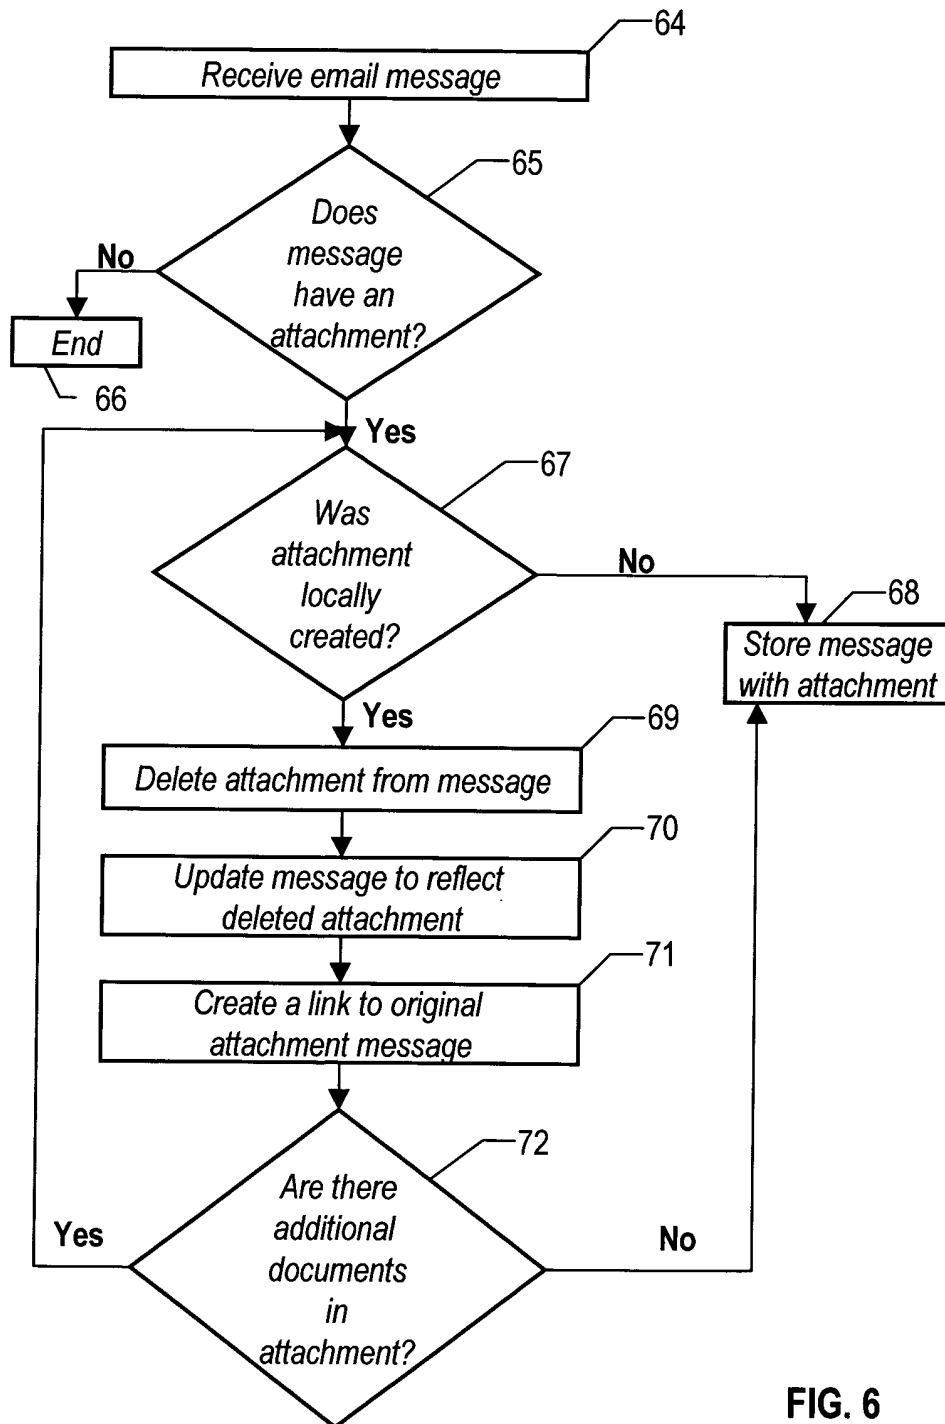 64
Receive email message
65
Does
message
have an
attachment?
No
End
66
Yes
67
Was
attachment
locally
created?
No
68
Store message
with attachment
Yes
69
Delete attachment from message
70
Update message to reflect
deleted attachment
71
Create a link to original
attachment message
72
Are there
additional
documents
in
attachment?
Yes
No
FIG. 6